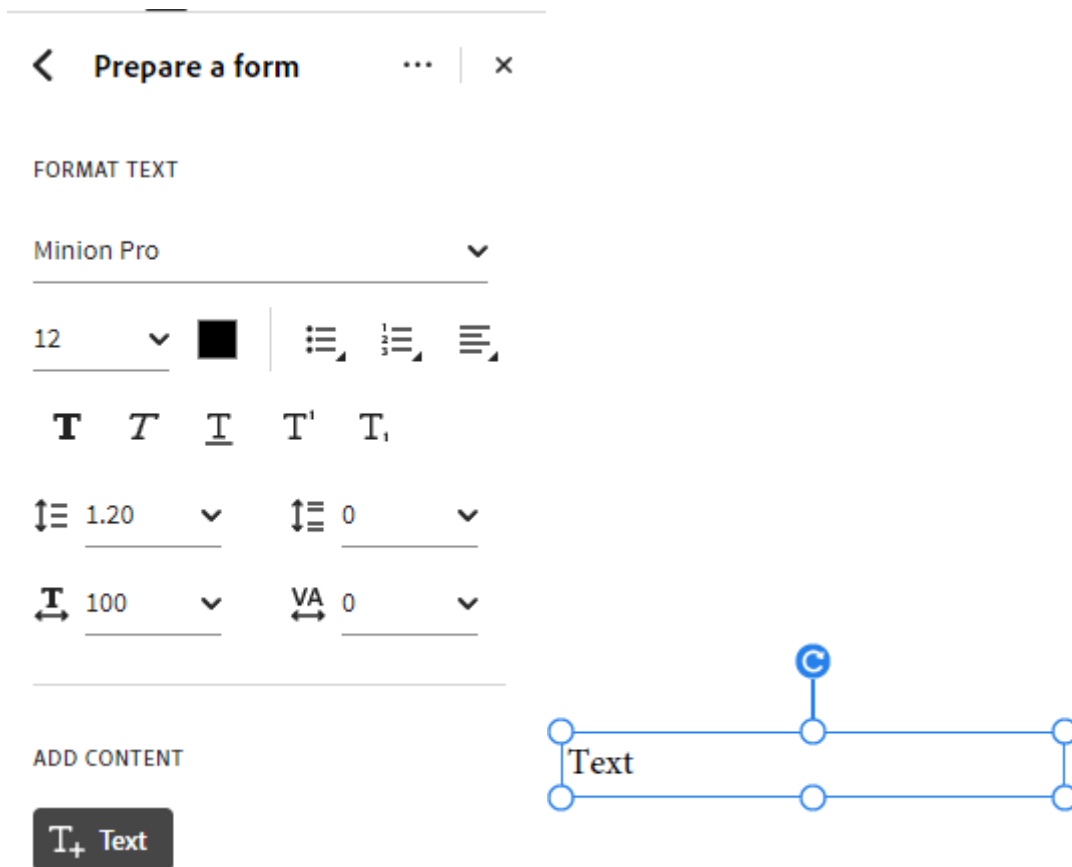 Prepare a form
FORMAT TEXT
Minion Pro
12
1.20
0
100
0
ADD CONTENT
Text
Text